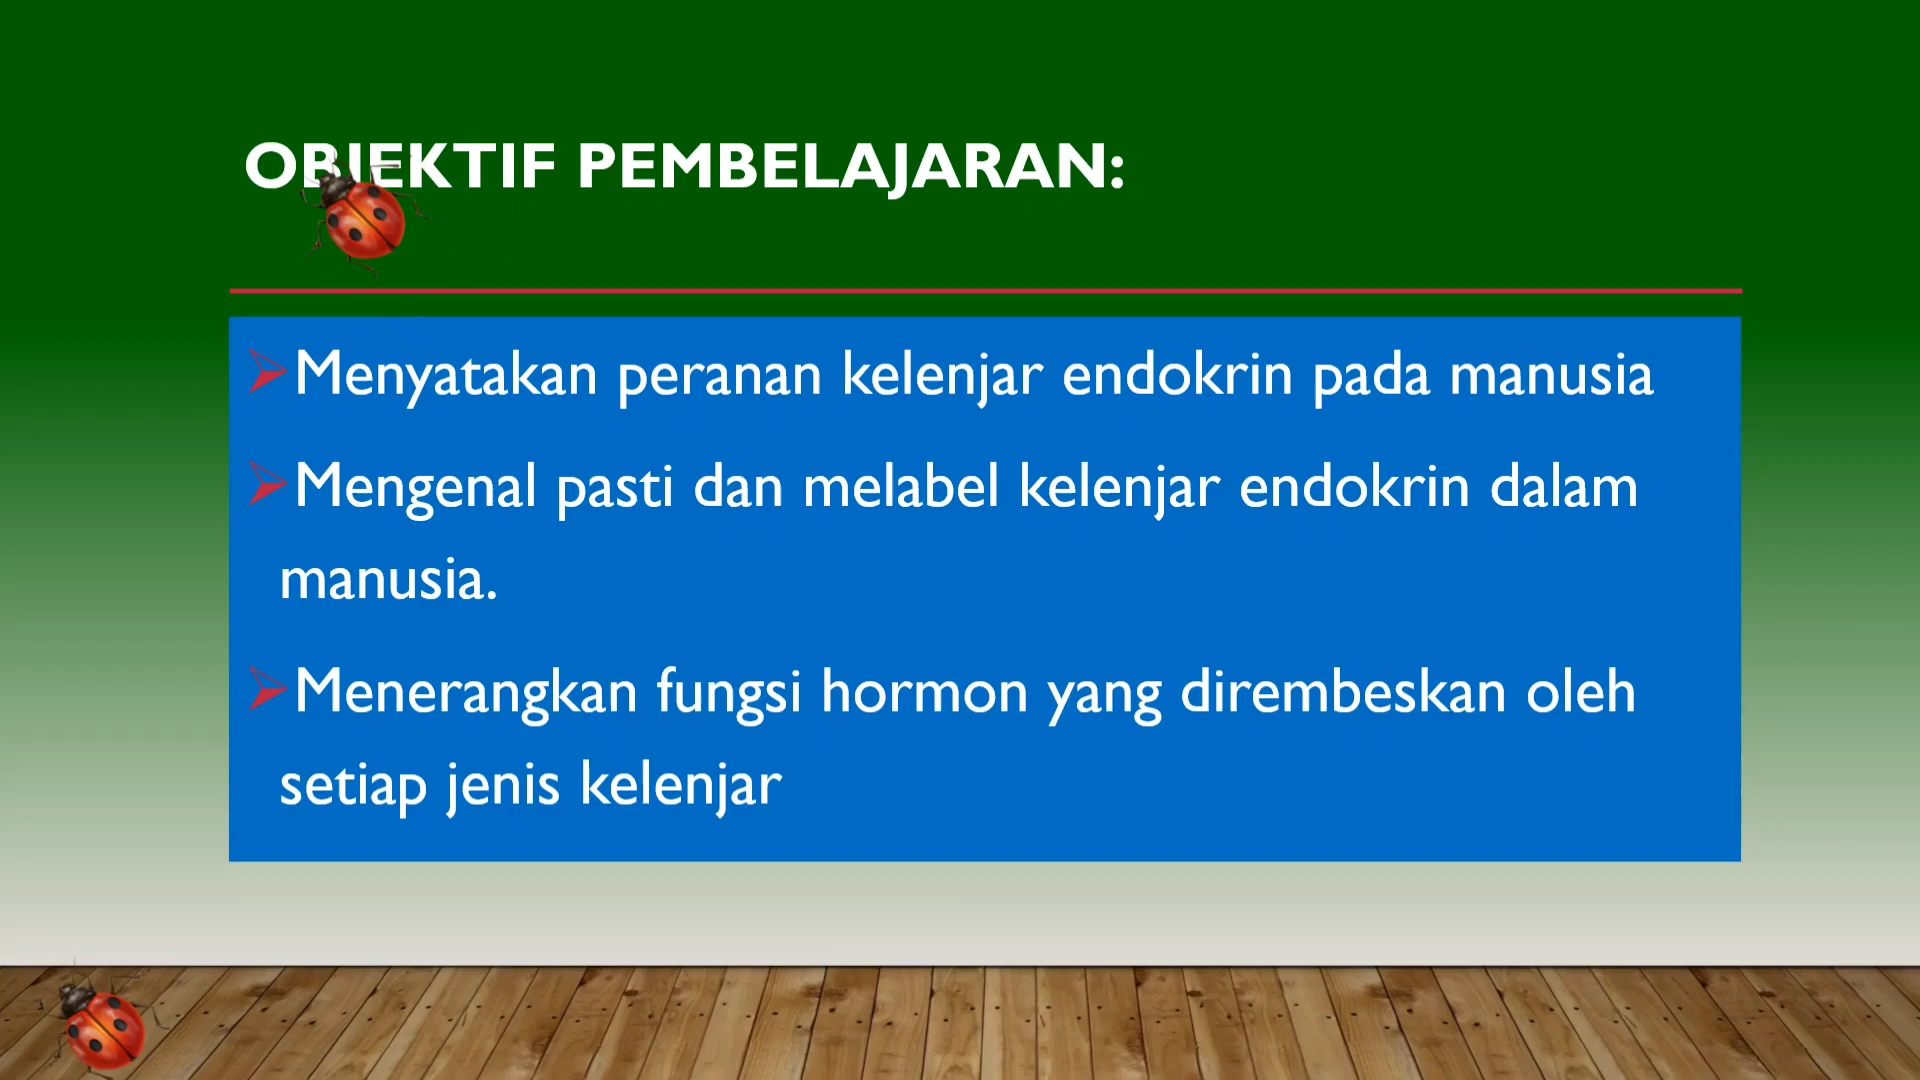 OBJEKTIF PEMBELAJARAN:
➢Menyatakan peranan kelenjar endokrin pada manusia
➢Mengenal pasti dan melabel kelenjar endokrin dalam
manusia.
➢Menerangkan fungsi hormon yang dirembeskan oleh
setiap jenis kelenjar